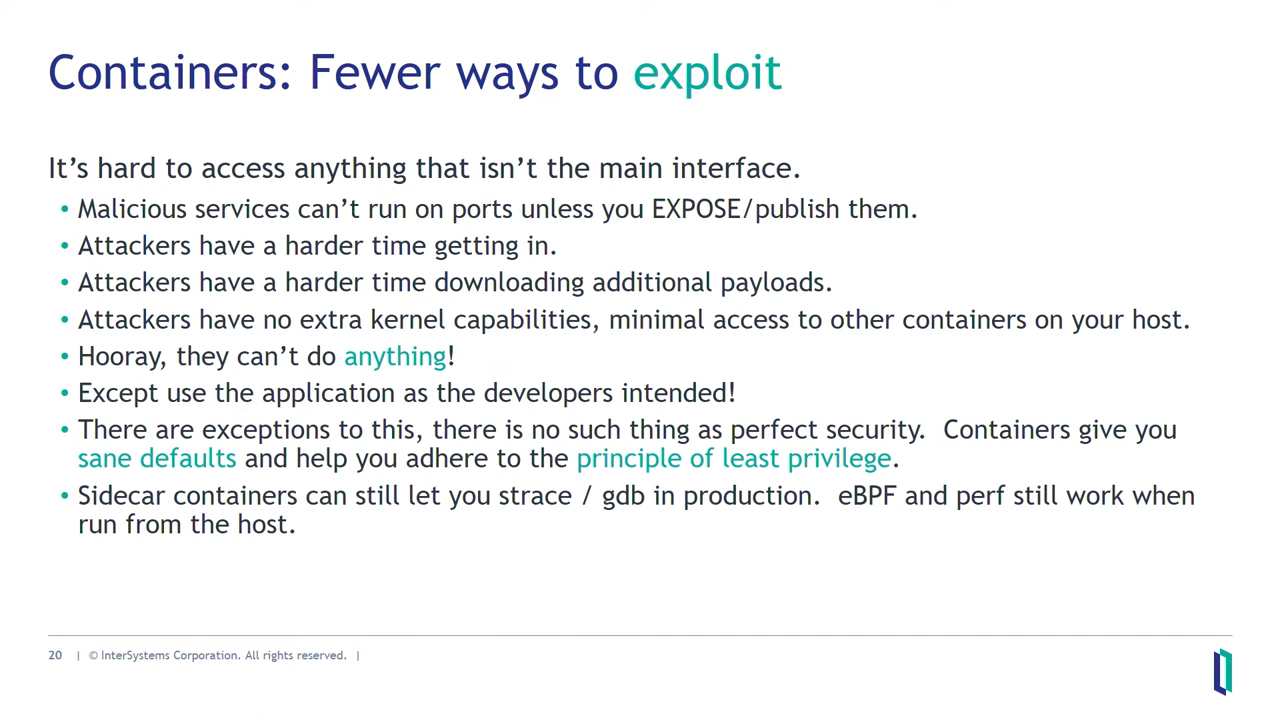 Containers: Fewer ways to exploit
It's hard to access anything that isn't the main interface.
• Malicious services can't run on ports unless you EXPOSE/publish them.
• Attackers have a harder time getting in.
• Attackers have a harder time downloading additional payloads.
• Attackers have no extra kernel capabilities, minimal access to other containers on your host.
• Hooray, they can't do anything!
• Except use the application as the developers intended!
• There are exceptions to this, there is no such thing as perfect security.  Containers give you
sane defaults and help you adhere to the principle of least privilege.
• Sidecar containers can still let you strace / gdb in production.  eBPF and perf still work when
run from the host.
20 | © InterSystems Corporation. All rights reserved. |